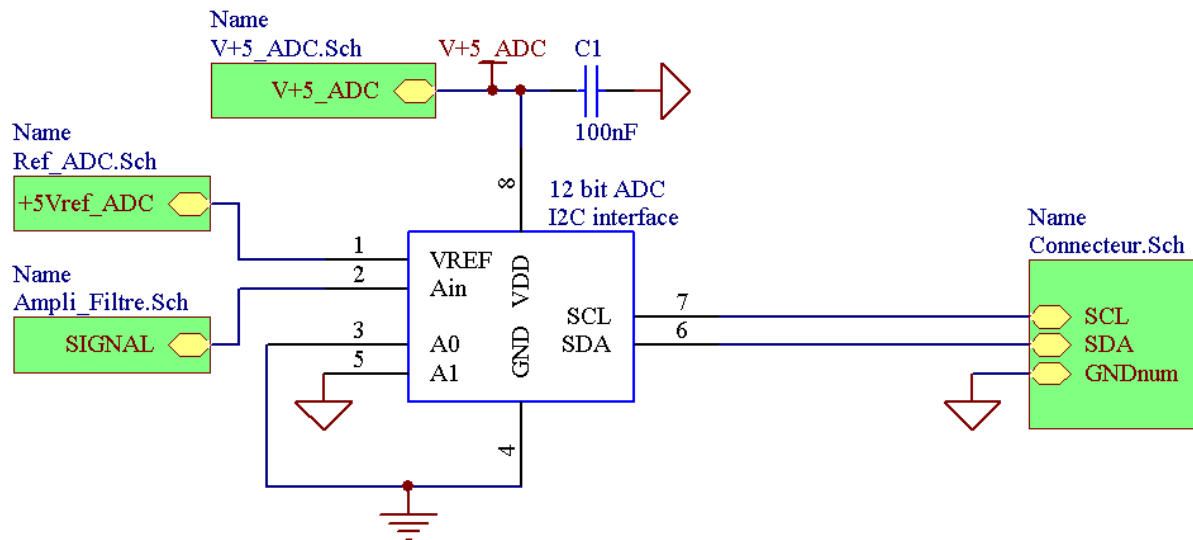 Name
V+5_ADC.Sch
V+5_ADC
V+5_ADC
C1
100nF
Name
Ref_ADC.Sch
+5Vref_ADC
Name
Ampli_Filtre.Sch
SIGNAL
12 bit ADC
I2C interface
8
1
VREF
2
Ain
3
A0
5
A1
VDD
GND
4
SCL
7
SDA
6
Name
Connecteur.Sch
SCL
SDA
GNDnum